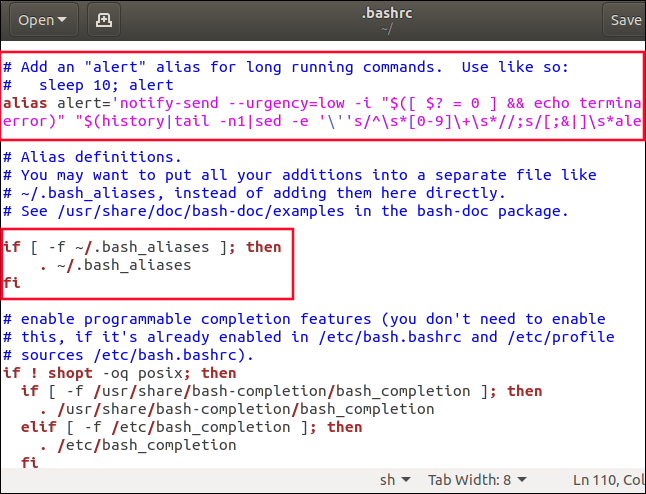 Open
.bashrc
~/
Save
# Add an "alert" alias for long running commands.  Use like so:
#   sleep 10; alert
alias alert='notify-send --urgency=low -i "$([ $? = 0 ] && echo termina
error)" "$(history|tail -n1|sed -e '\''s/^\s*[0-9]\+\s*//;s/[;&|]\s*ale
# Alias definitions.
# You may want to put all your additions into a separate file like
# ~/.bash_aliases, instead of adding them here directly.
# See /usr/share/doc/bash-doc/examples in the bash-doc package.
if [ -f ~/.bash_aliases ]; then
    . ~/.bash_aliases
fi
# enable programmable completion features (you don't need to enable
# this, if it's already enabled in /etc/bash.bashrc and /etc/profile
# sources /etc/bash.bashrc).
if ! shopt -oq posix; then
  if [ -f /usr/share/bash-completion/bash_completion ]; then
    . /usr/share/bash-completion/bash_completion
  elif [ -f /etc/bash_completion ]; then
    . /etc/bash_completion
  fi
sh
Tab Width: 8
Ln 110, Col